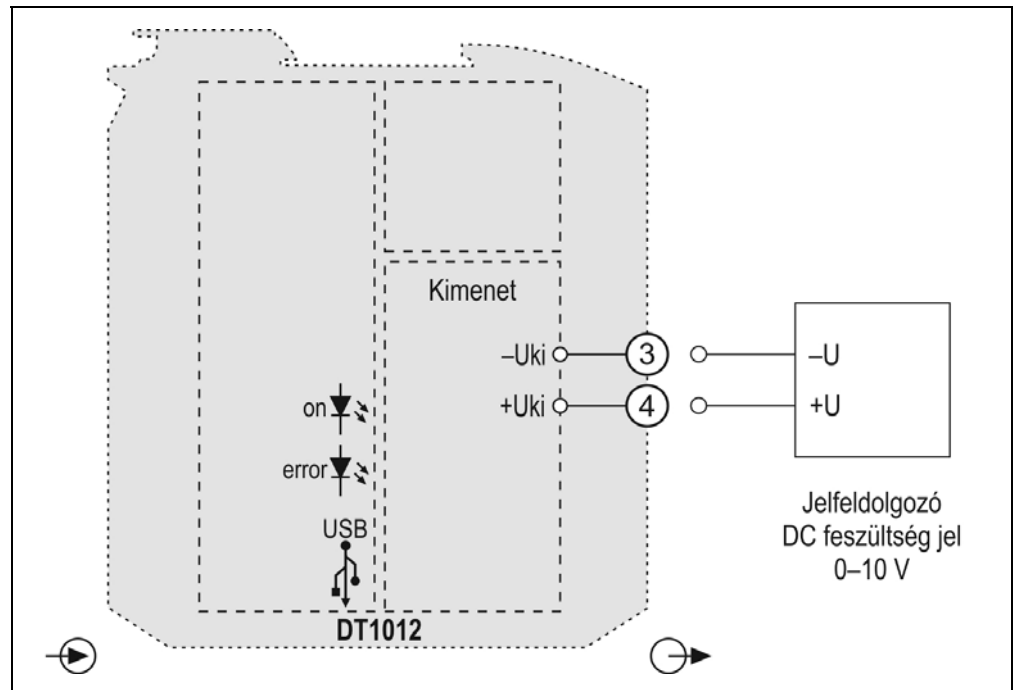 Kimenet
–Uki
3
–U
+Uki
4
+U
on
error
USB
Jelfeldolgozó
DC feszültség jel
0–10 V
DT1012